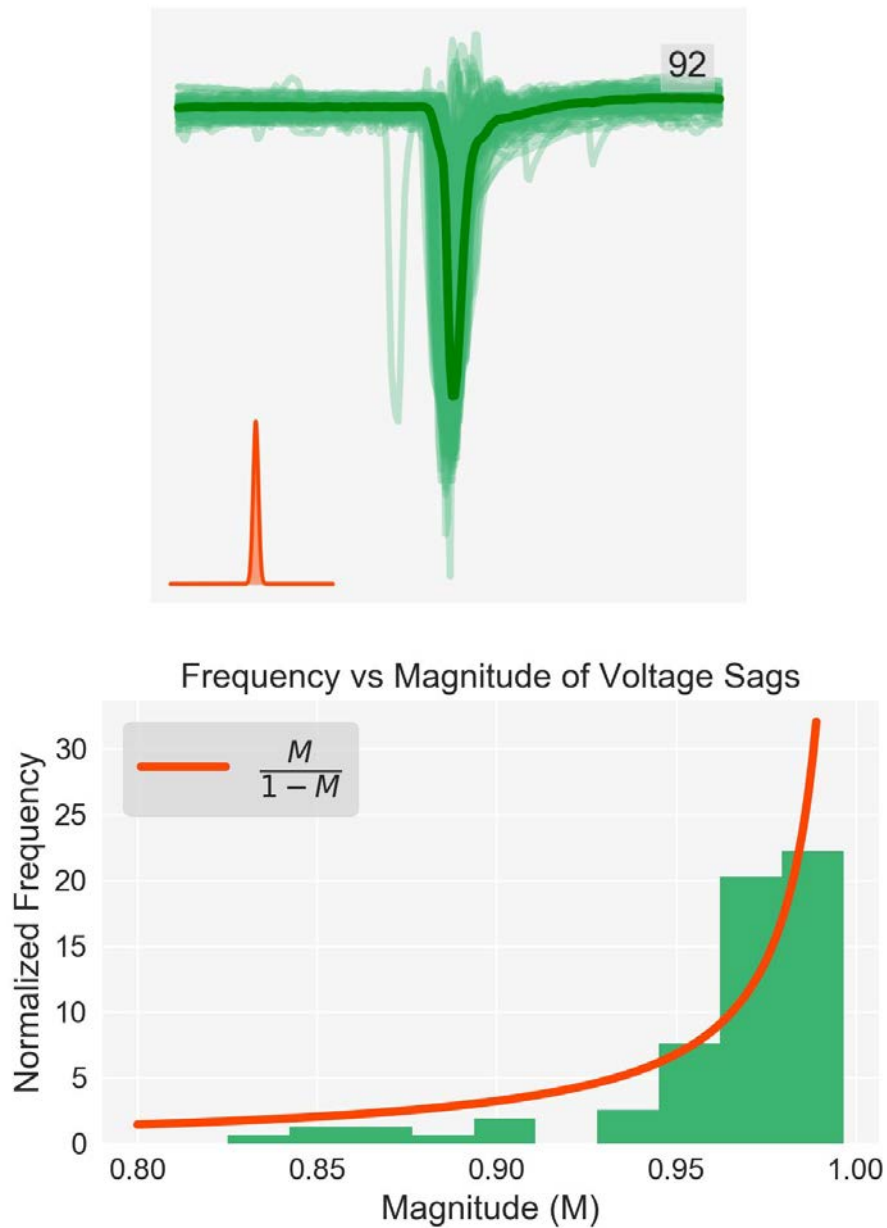 92
Frequency vs Magnitude of Voltage Sags
Normalized Frequency
30
25
20
15
10
5
0
M
1 − M
0.80 0.85 0.90 0.95 1.00
Magnitude (M)